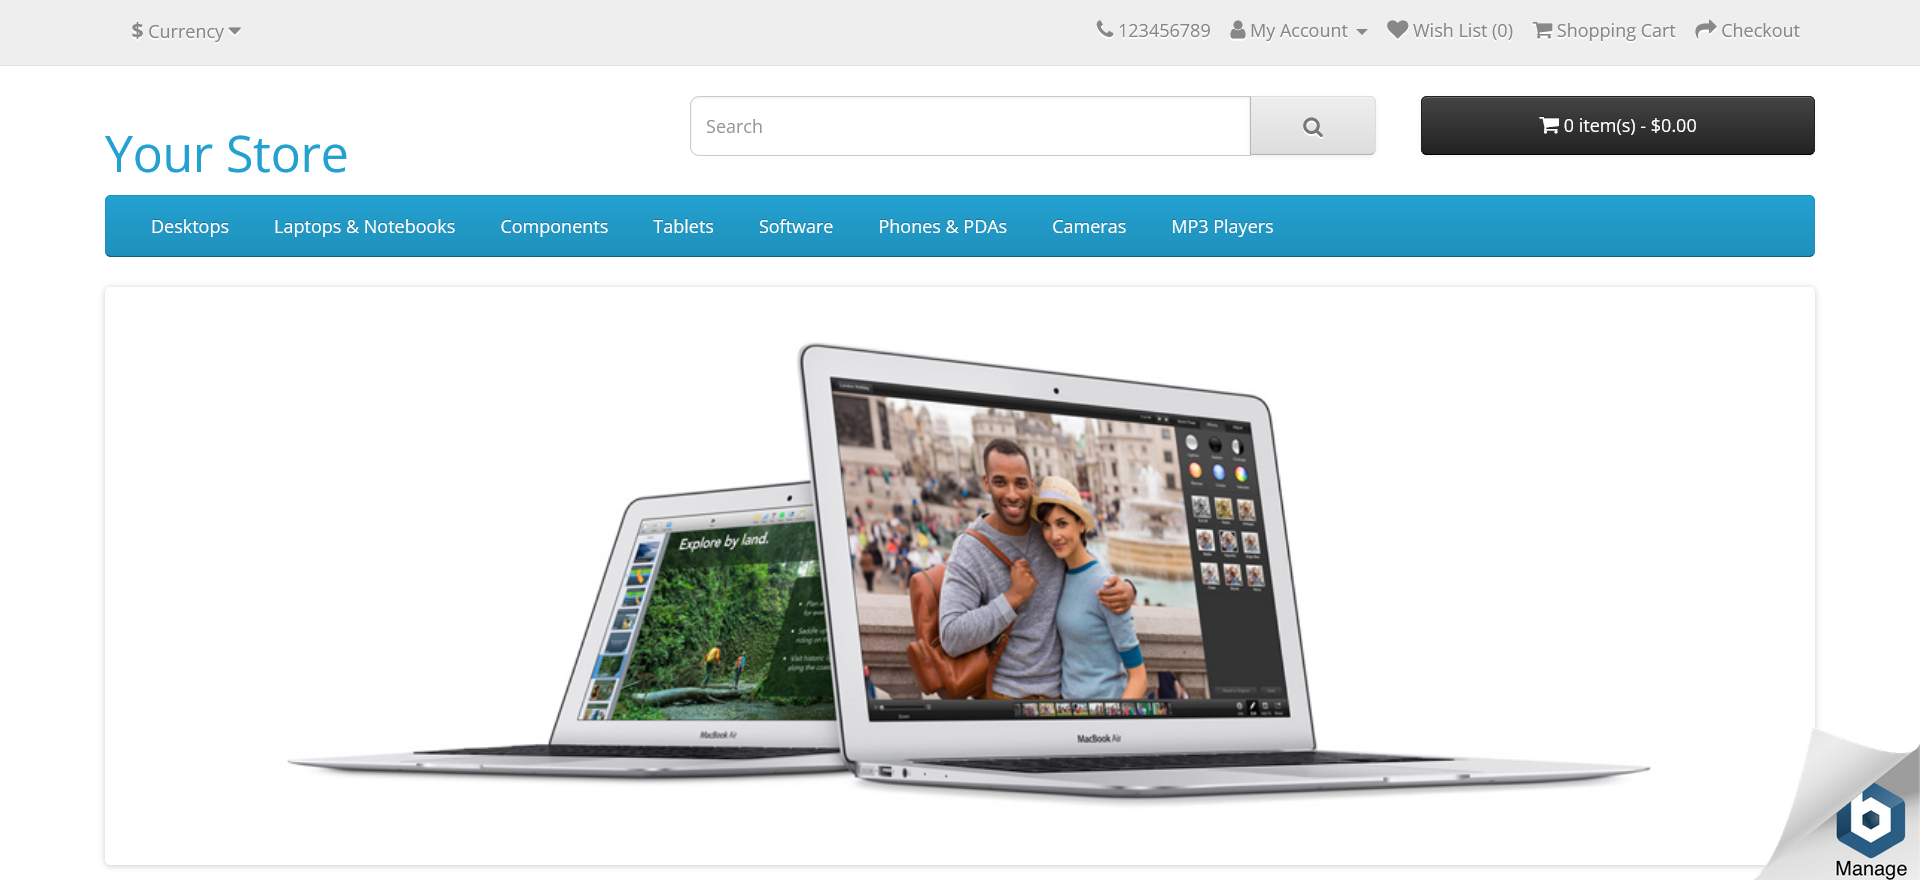 $ Currency
123456789 My Account Wish List (0) Shopping Cart Checkout
Search
0 item(s) - $0.00
Your Store
Desktops Laptops & Notebooks Components Tablets Software Phones & PDAs Cameras MP3 Players
Explore by land.
MacBook Air
MacBook Air
Manage